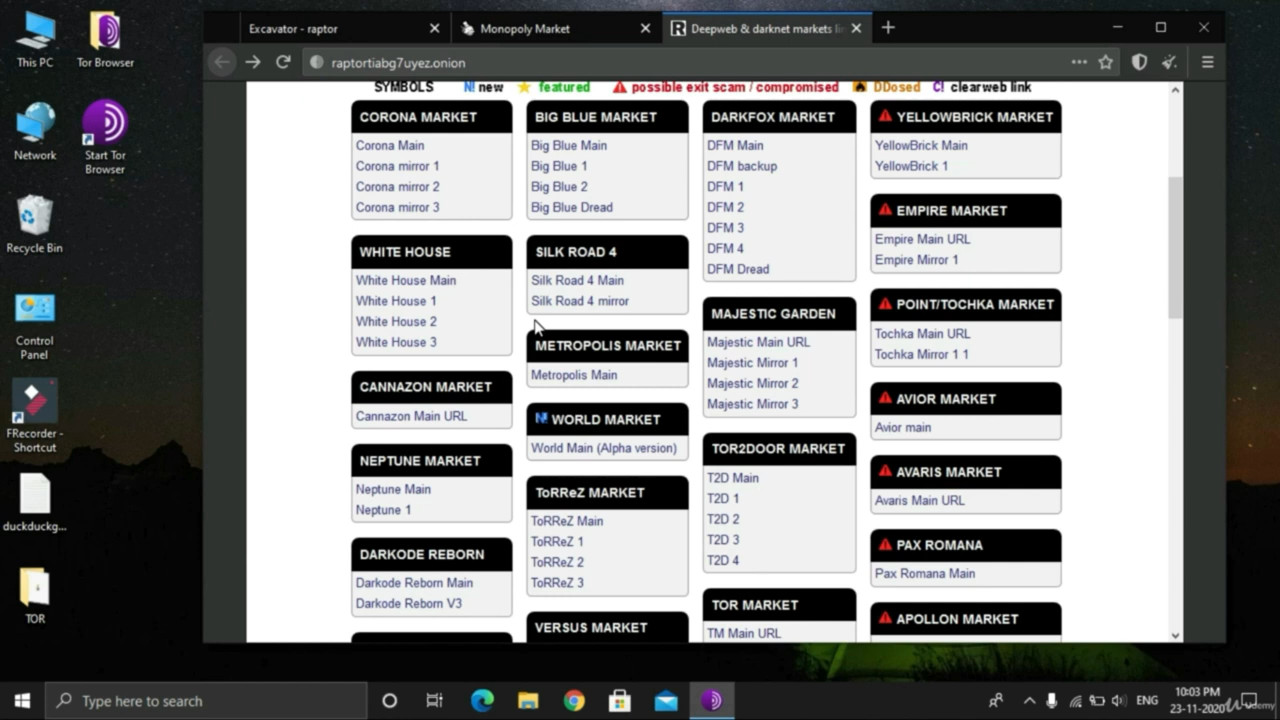 This PC
Tor Browser
Network
Start Tor
Browser
Recycle Bin
Control
Panel
FRecorder -
Shortcut
duckduckg...
TOR
Excavator - raptor
Monopoly Market
Deepweb & darknet markets li
raptortiabg7uyez.onion
SYMBOLS N! new featured possible exit scam / compromised DDosed C! clearweb link
CORONA MARKET
Corona Main
Corona mirror 1
Corona mirror 2
Corona mirror 3
WHITE HOUSE
White House Main
White House 1
White House 2
White House 3
CANNAZON MARKET
Cannazon Main URL
NEPTUNE MARKET
Neptune Main
Neptune 1
DARKODE REBORN
Darkode Reborn Main
Darkode Reborn V3
BIG BLUE MARKET
Big Blue Main
Big Blue 1
Big Blue 2
Big Blue Dread
SILK ROAD 4
Silk Road 4 Main
Silk Road 4 mirror
METROPOLIS MARKET
Metropolis Main
N! WORLD MARKET
World Main (Alpha version)
ToRReZ MARKET
ToRReZ Main
ToRReZ 1
ToRReZ 2
ToRReZ 3
VERSUS MARKET
DARKFOX MARKET
DFM Main
DFM backup
DFM 1
DFM 2
DFM 3
DFM 4
DFM Dread
MAJESTIC GARDEN
Majestic Main URL
Majestic Mirror 1
Majestic Mirror 2
Majestic Mirror 3
TOR2DOOR MARKET
T2D Main
T2D 1
T2D 2
T2D 3
T2D 4
TOR MARKET
TM Main URL
YELLOWBRICK MARKET
YellowBrick Main
YellowBrick 1
EMPIRE MARKET
Empire Main URL
Empire Mirror 1
POINT/TOCHKA MARKET
Tochka Main URL
Tochka Mirror 1 1
AVIOR MARKET
Avior main
AVARIS MARKET
Avaris Main URL
PAX ROMANA
Pax Romana Main
APOLLON MARKET
Type here to search
ENG
10:03 PM
23-11-2020
Udemy